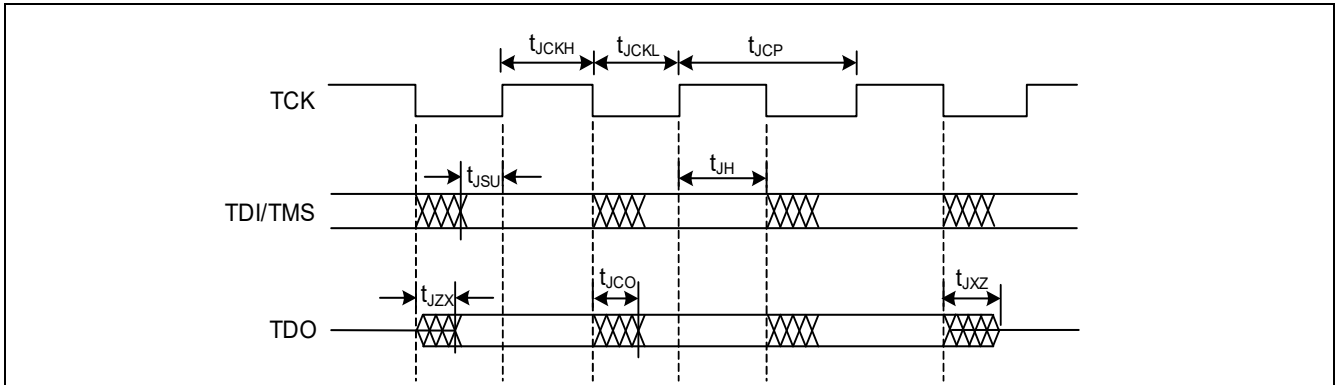 tJCKH tJCKL tJCP
TCK
tJSU tJH
TDI/TMS
tJZX tJCO tJXZ
TDO